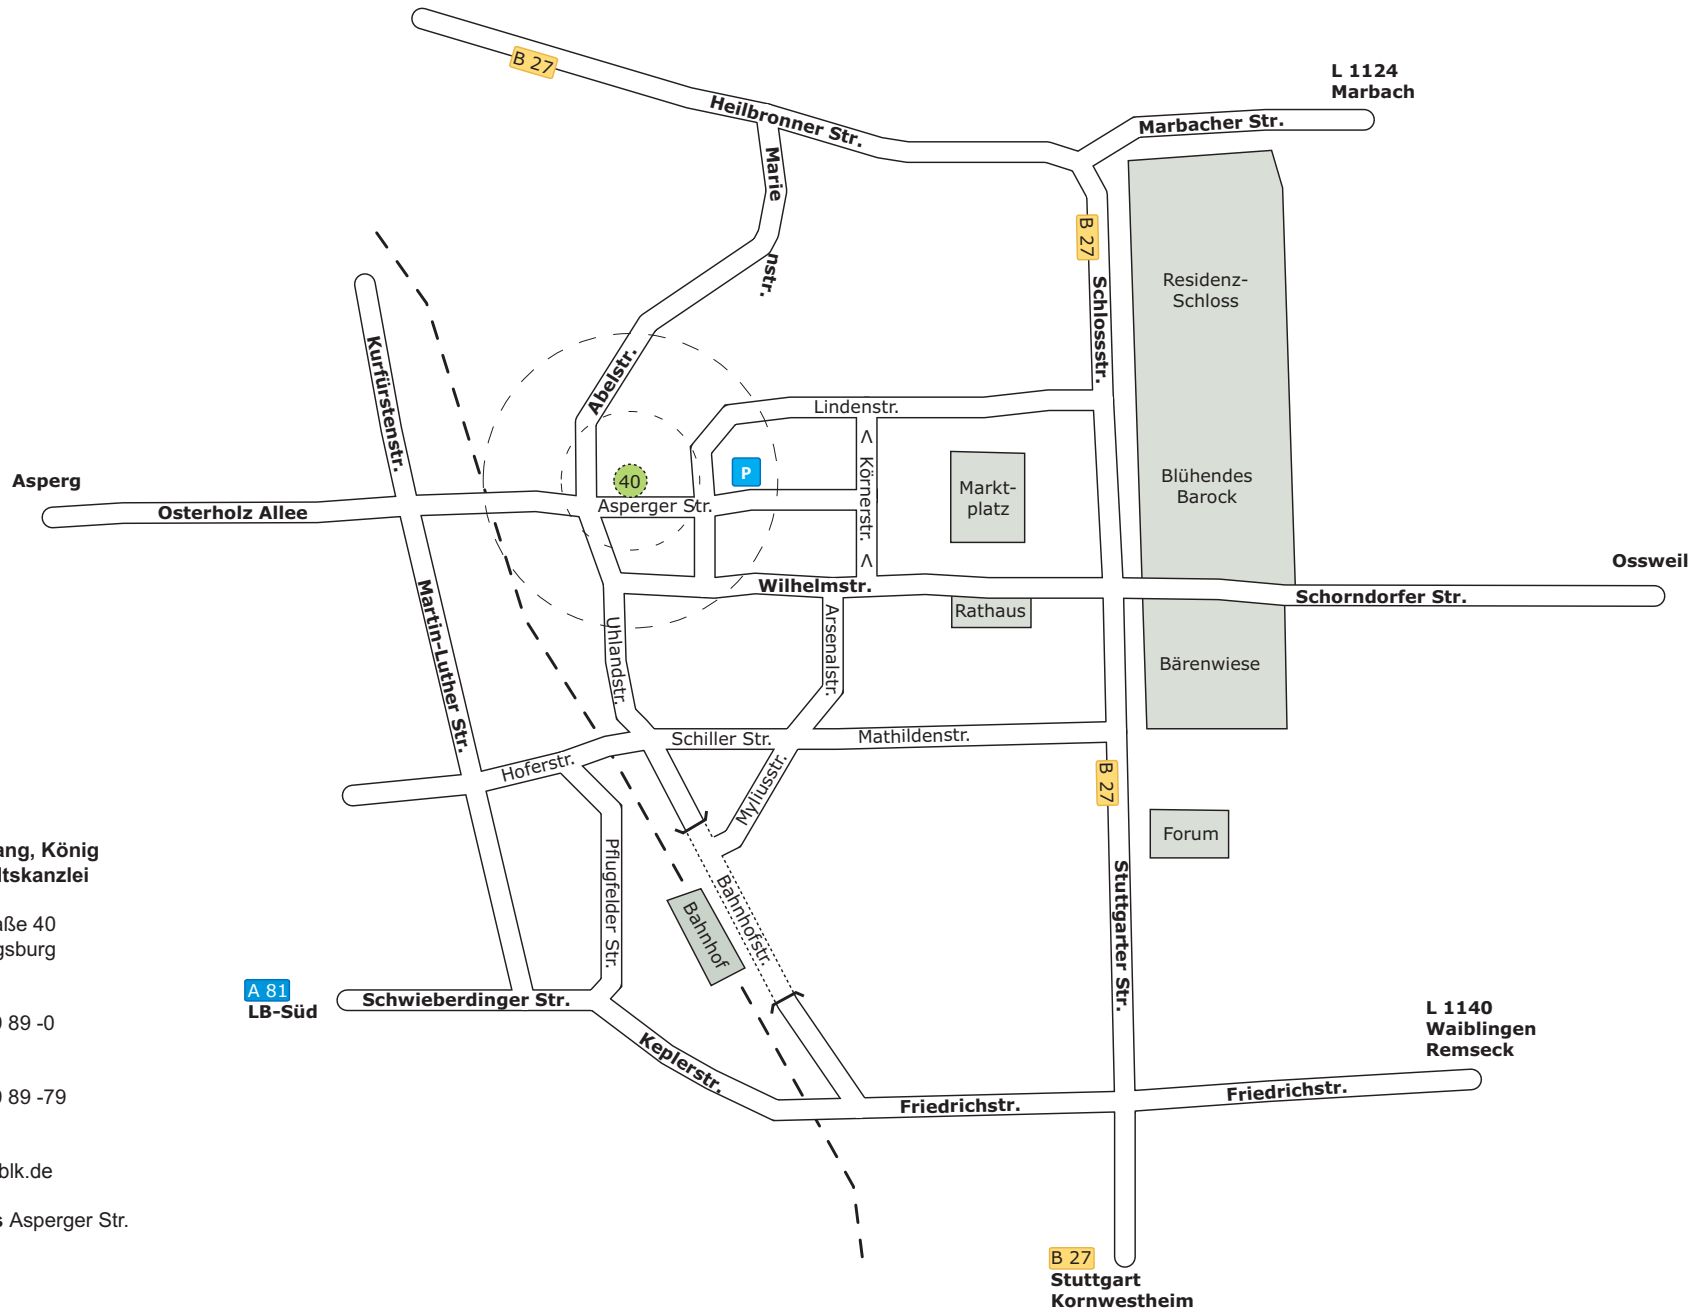 B 27
Heilbronner Str.
L 1124
Marbach
Marbacher Str.
Marie
nstr.
B 27
Schlossstr.
Residenz-
Schloss
Kurfürstenstr.
Abelstr.
Lindenstr.
<
Körnerstr.
<
Asperg
Osterholz Allee
40
P
Asperger Str.
Markt-
platz
Blühendes
Barock
Ossweil
Wilhelmstr.
Rathaus
Schorndorfer Str.
Martin-Luther Str.
Uhlandstr.
Arsenalstr.
Bärenwiese
Schiller Str.
Mathildenstr.
Hoferstr.
Myliusstr.
B 27
Forum
Pflugfelder Str.
Bahnhof
Bahnhofstr.
Stuttgarter Str.
ang, König
ltskanzlei
aße 40
gsburg
89 -0
89 -79
blk.de
s Asperger Str.
A 81
LB-Süd
Schwieberdinger Str.
Keplerstr.
Friedrichstr.
Friedrichstr.
L 1140
Waiblingen
Remseck
B 27
Stuttgart
Kornwestheim